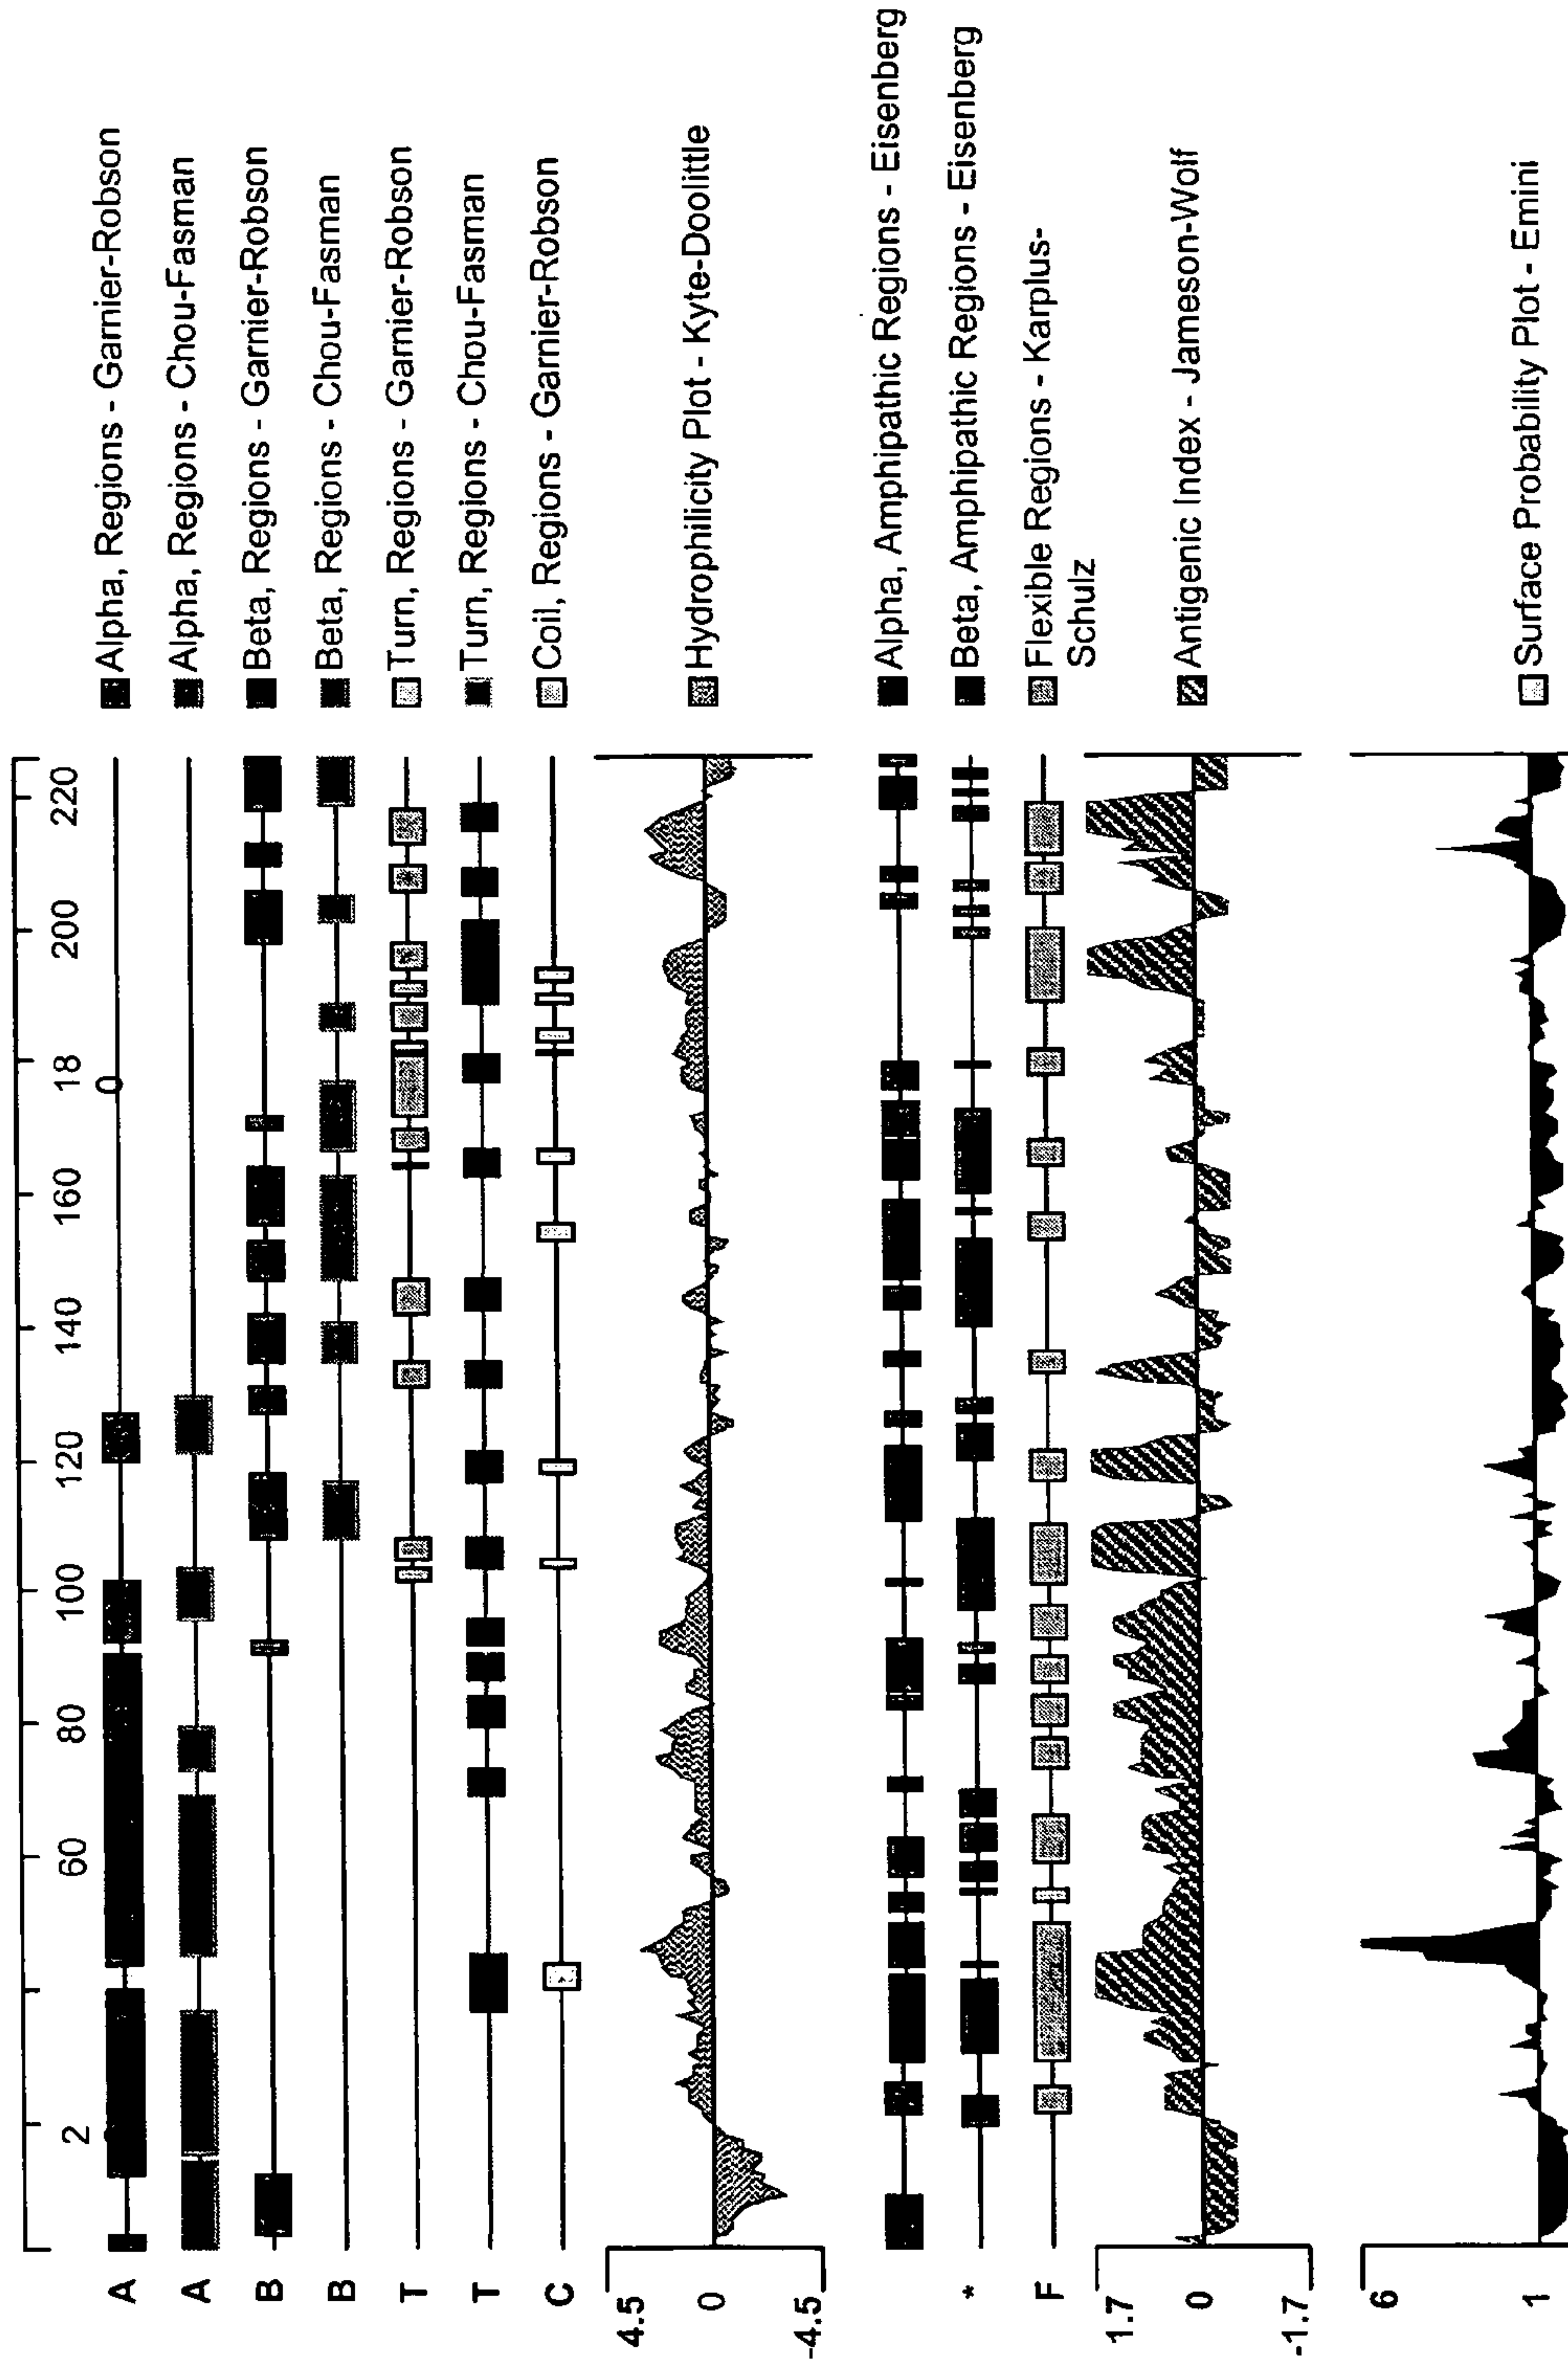 2 60 80 100 120 140 160 18 200 220
0
A Alpha, Regions - Garnier-Robson
A Alpha, Regions - Chou-Fasman
B Beta, Regions - Garnier-Robson
B Beta, Regions - Chou-Fasman
T Turn, Regions - Garnier-Robson
T Turn, Regions - Chou-Fasman
C Coil, Regions - Garnier-Robson
4.5
Hydrophilicity Plot - Kyte-Doolittle
0
-4.5
Alpha, Amphipathic Regions - Eisenberg
* Beta, Amphipathic Regions - Eisenberg
F Flexible Regions - Karplus-
Schulz
1.7
Antigenic Index - Jameson-Wolf
0
-1.7
6
Surface Probability Plot - Emini
1